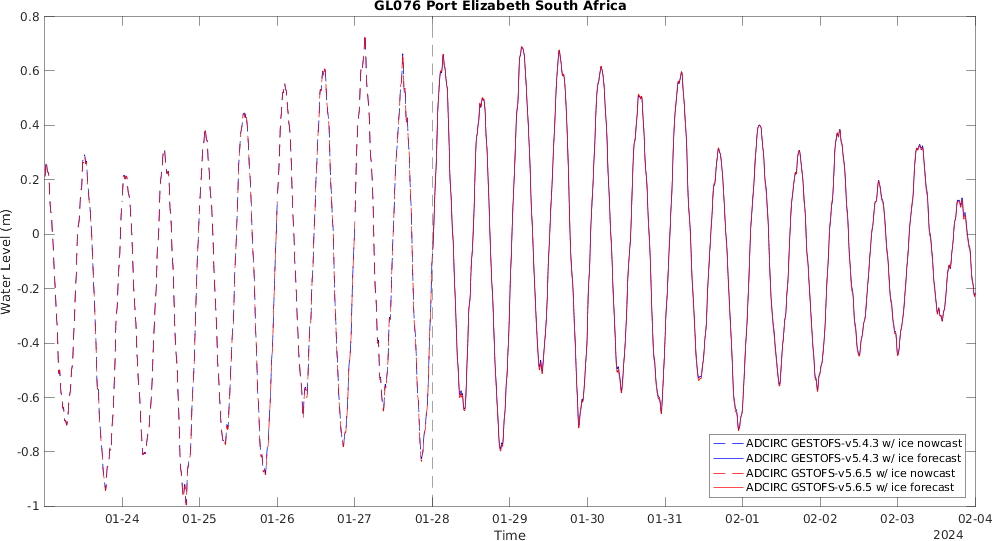 GL076 Port Elizabeth South Africa
0.8
0.6
0.4
0.2
0
-0.2
-0.4
-0.6
-0.8
-1
Water Level (m)
ADCIRC GESTOFS-v5.4.3 w/ ice nowcast
ADCIRC GESTOFS-v5.4.3 w/ ice forecast
ADCIRC GSTOFS-v5.6.5 w/ ice nowcast
ADCIRC GSTOFS-v5.6.5 w/ ice forecast
01-24 01-25 01-26 01-27 01-28 01-29 01-30 01-31 02-01 02-02 02-03 02-04
Time 2024